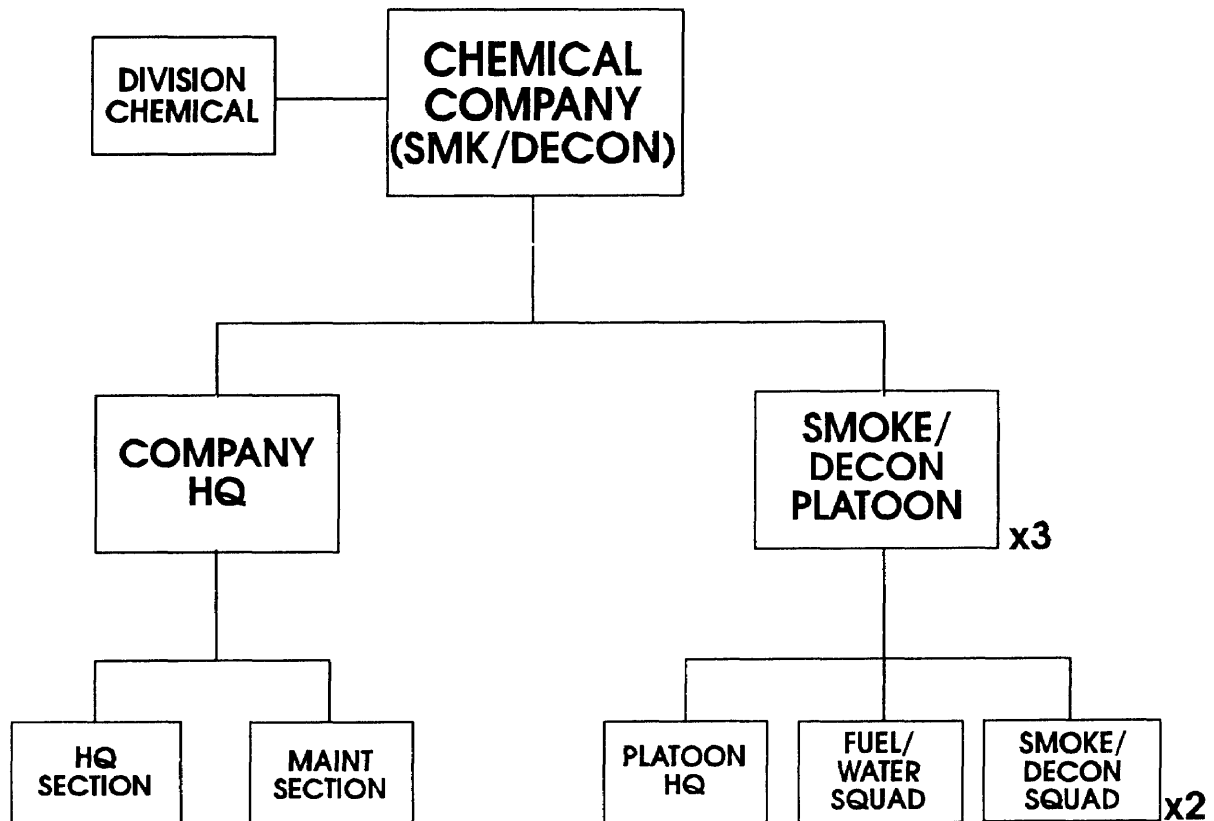 DIVISION
CHEMICAL
CHEMICAL
COMPANY
(SMK/DECON)
COMPANY
HQ
SMOKE/
DECON
PLATOON
x3
HQ
SECTION
MAINT
SECTION
PLATOON
HQ
FUEL/
WATER
SQUAD
SMOKE/
DECON
SQUAD
x2